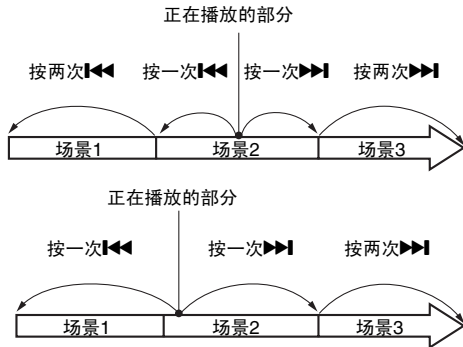 正在播放的部分
按两次⏮ 按一次⏮ 按一次⏭ 按两次⏭
场景1 场景2 场景3
正在播放的部分
按一次⏮ 按一次⏭ 按两次⏭
场景1 场景2 场景3